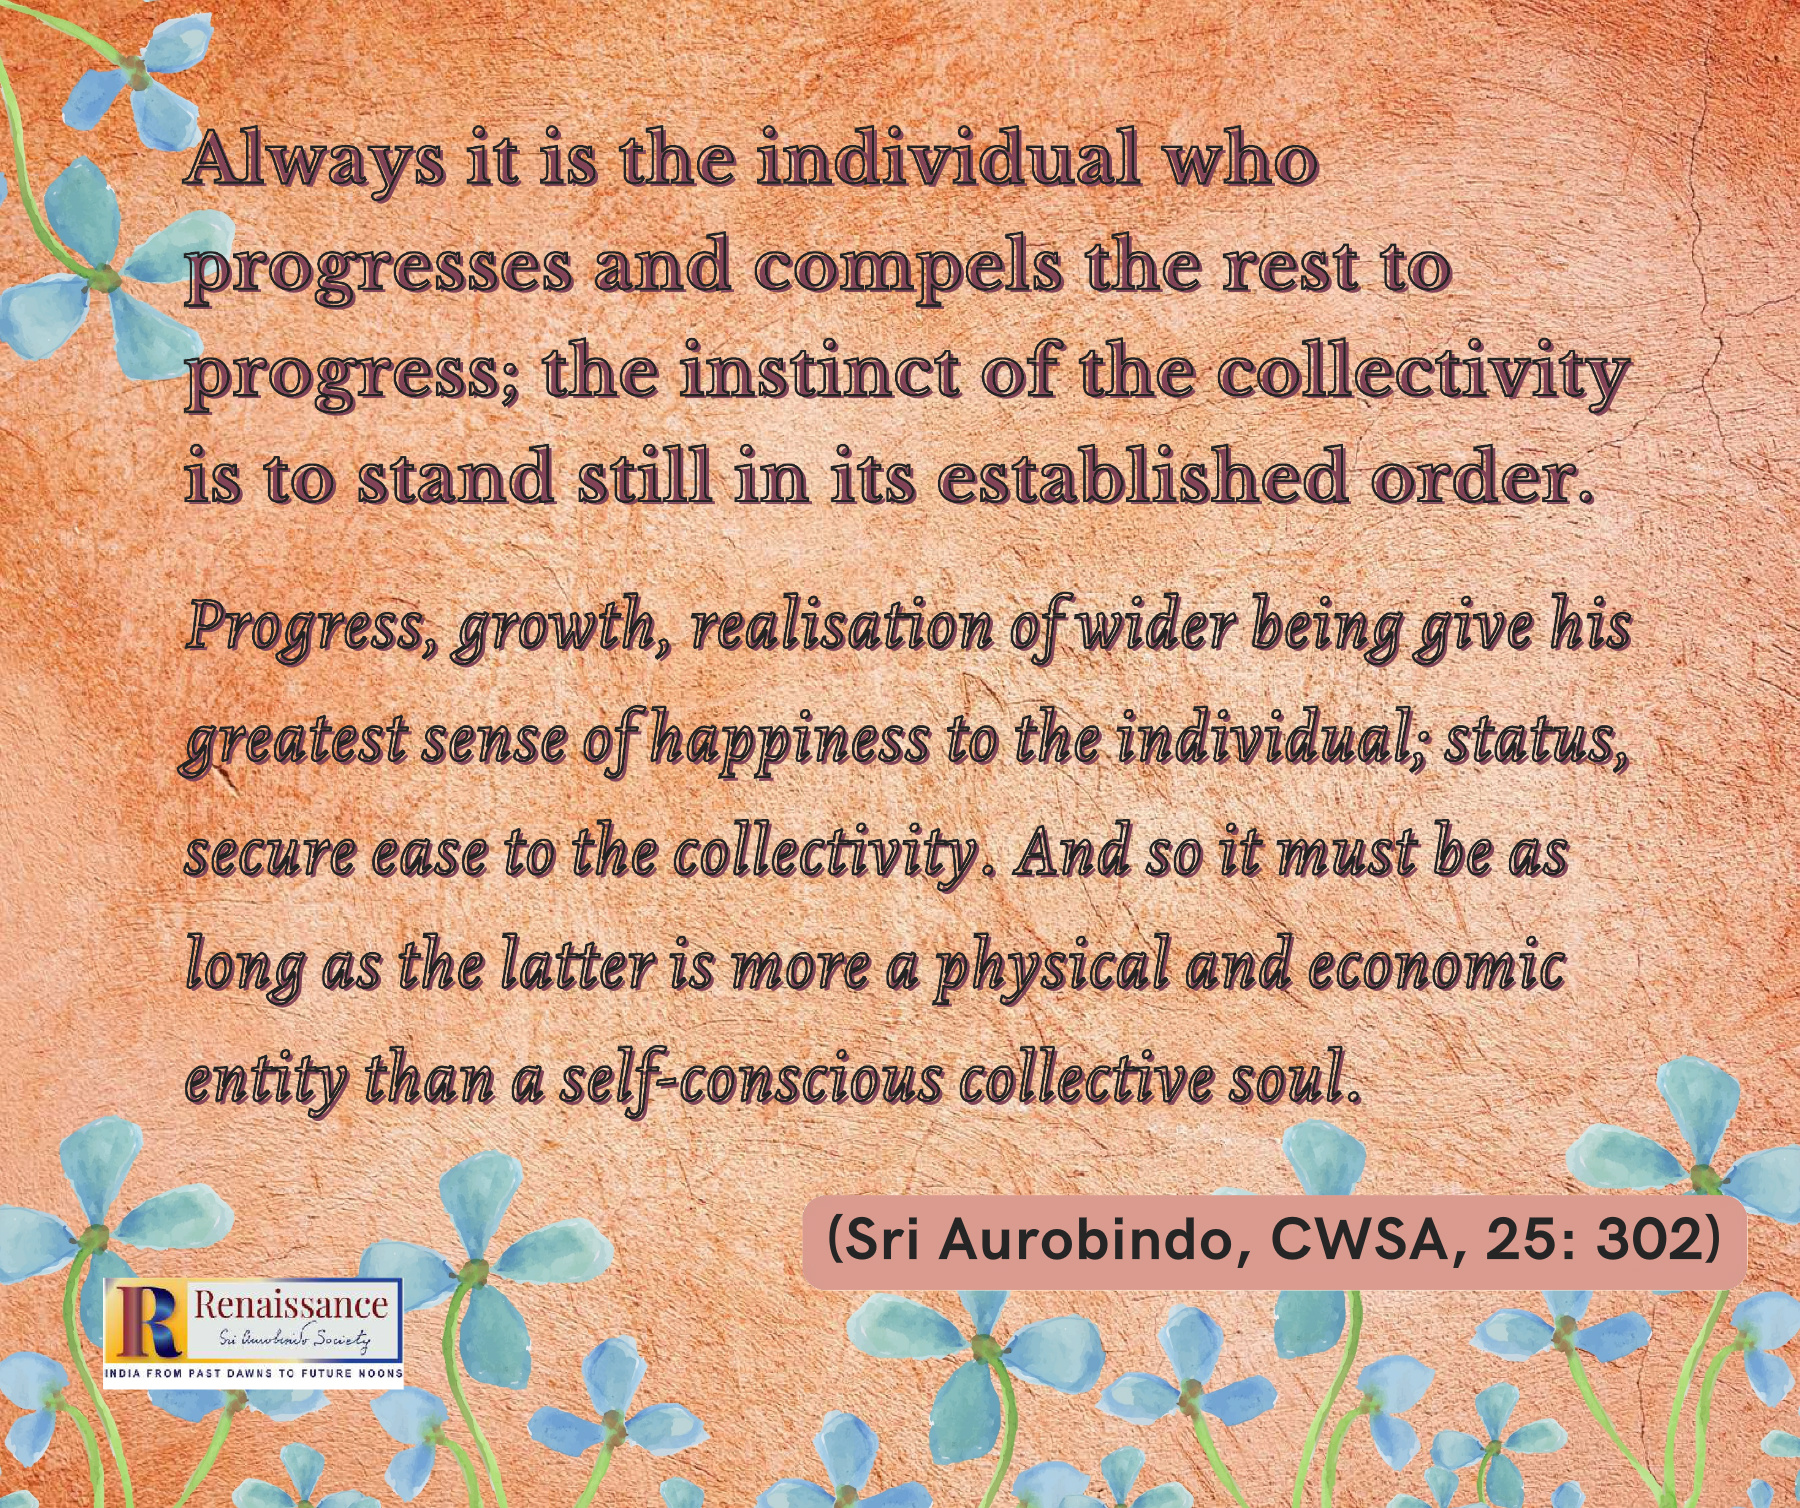 Always it is the individual who
progresses and compels the rest to
progress; the instinct of the collectivity
is to stand still in its established order.
Progress, growth, realisation of wider being give his
greatest sense of happiness to the individual; status,
secure ease to the collectivity. And so it must be as
long as the latter is more a physical and economic
entity than a self-conscious collective soul.
(Sri Aurobindo, CWSA, 25: 302)
R Renaissance
Sri Aurobindo Society
INDIA FROM PAST DAWNS TO FUTURE NOONS